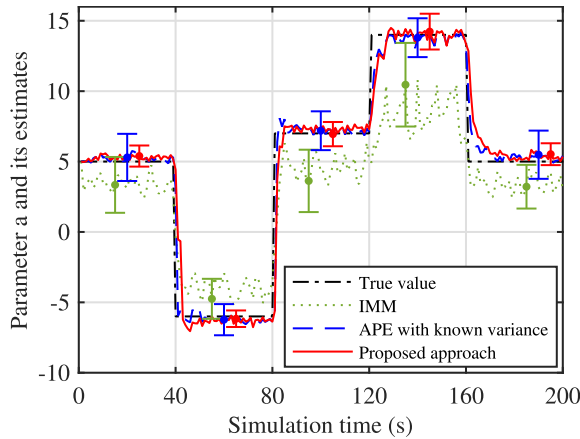 15
10
5
0
-5
-10
Parameter a and its estimates
True value
IMM
APE with known variance
Proposed approach
0
40
80
120
160
200
Simulation time (s)